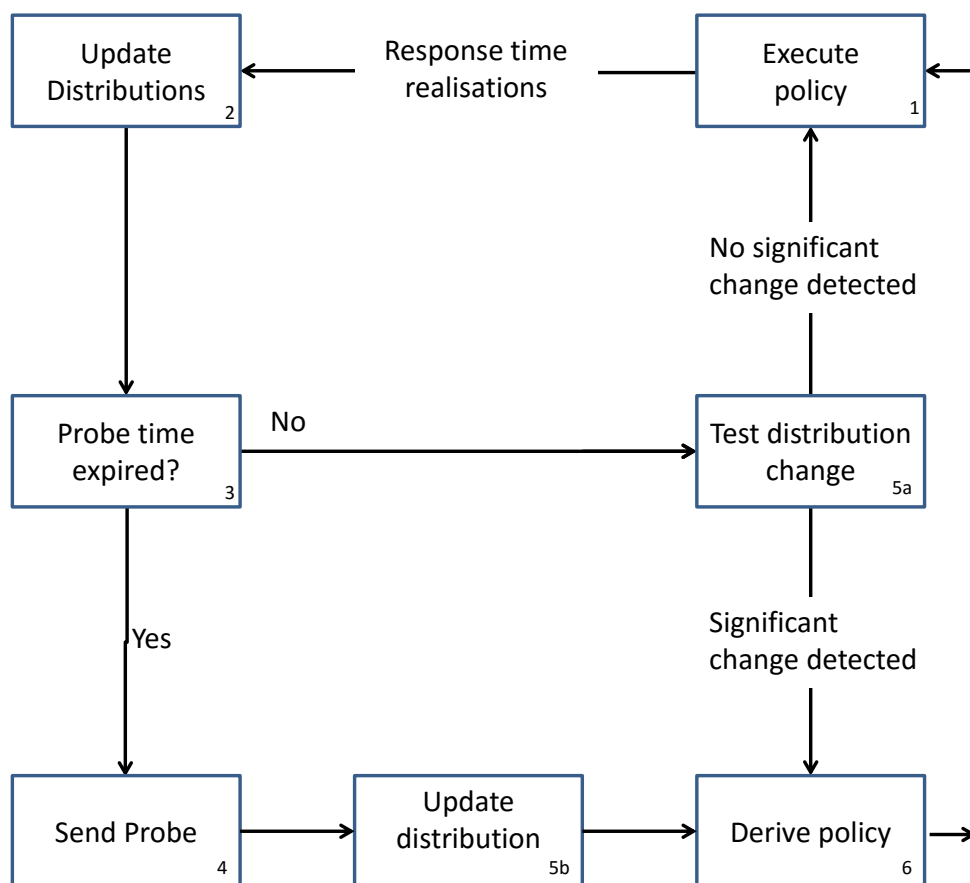 Update
Distributions
2
Response time
realisations
Execute
policy
1
No significant
change detected
Probe time
expired?
3
No
Test distribution
change
5a
Yes
Significant
change detected
Send Probe
4
Update
distribution
5b
Derive policy
6